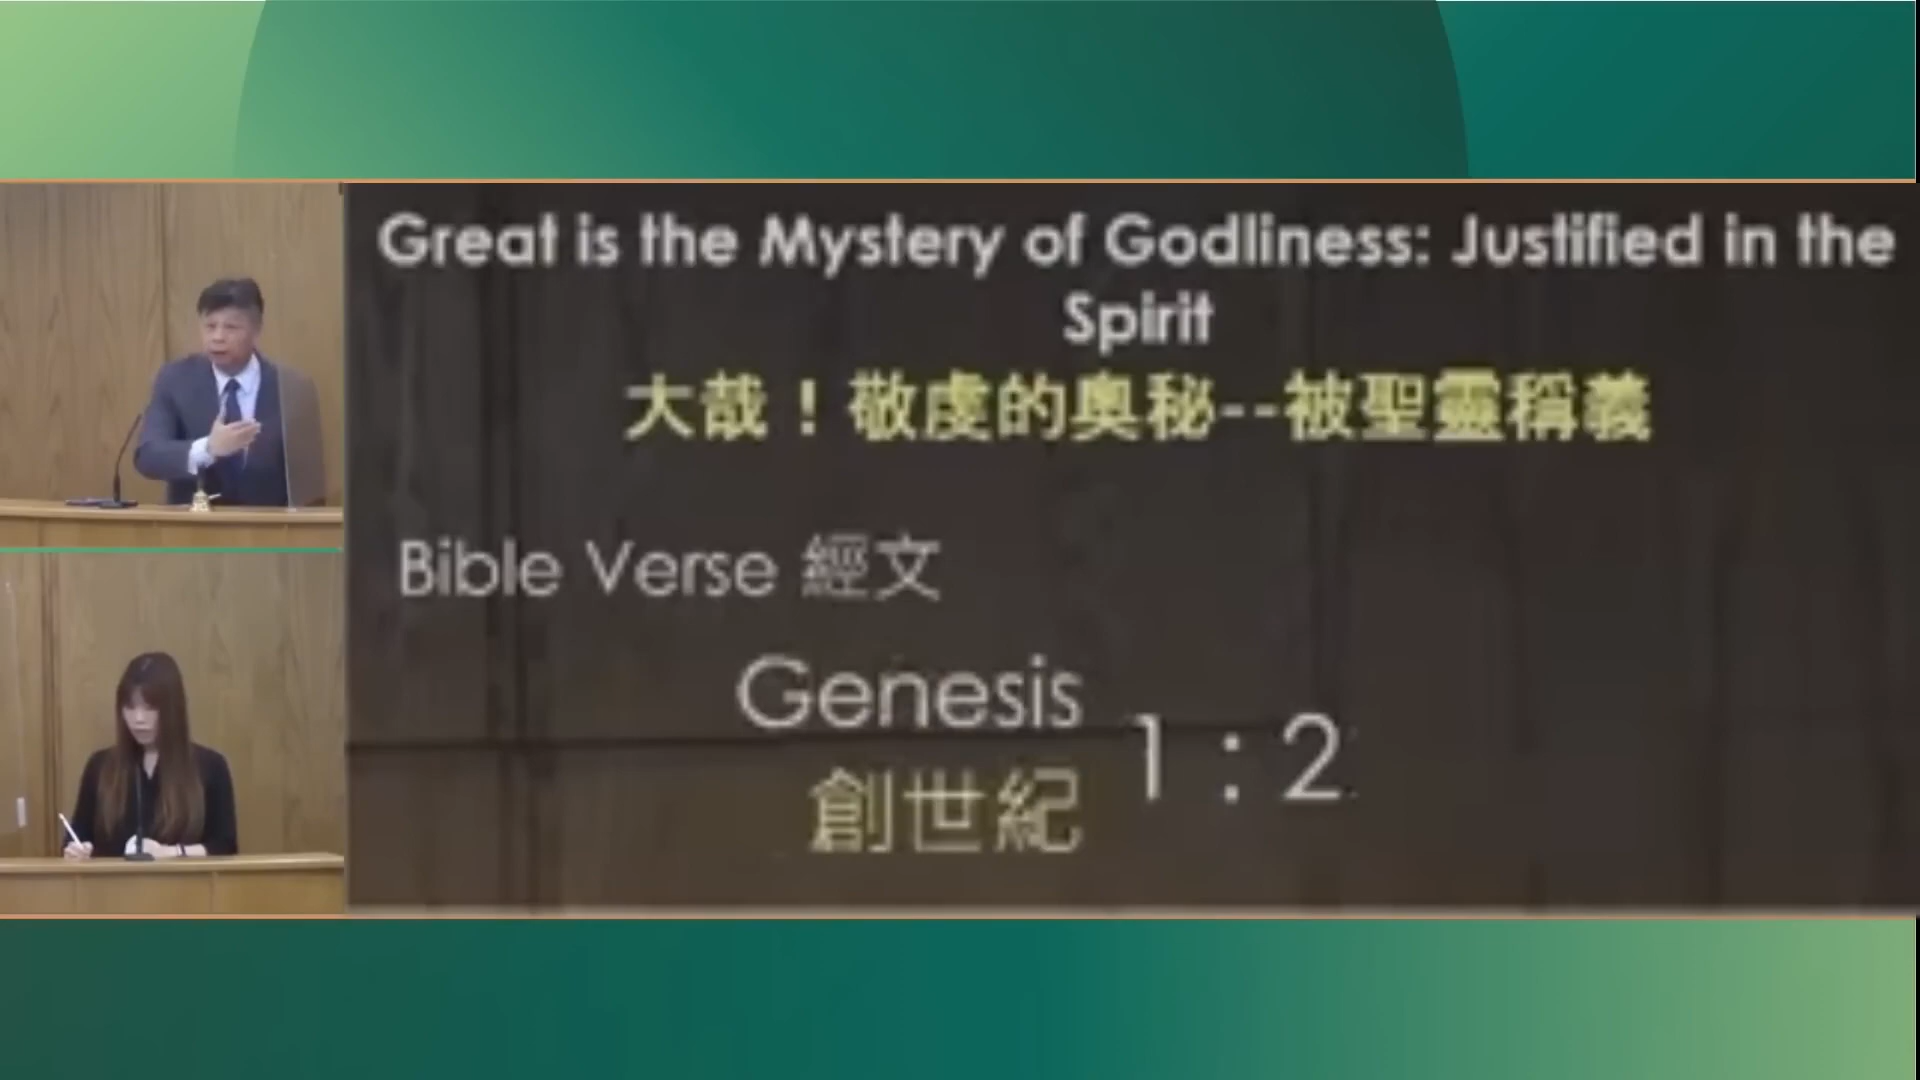 Great is the Mystery of Godliness: Justified in the
Spirit
大哉！敬虔的奧秘--被聖靈稱義
Bible Verse 經文
Genesis
創世紀
1 : 2